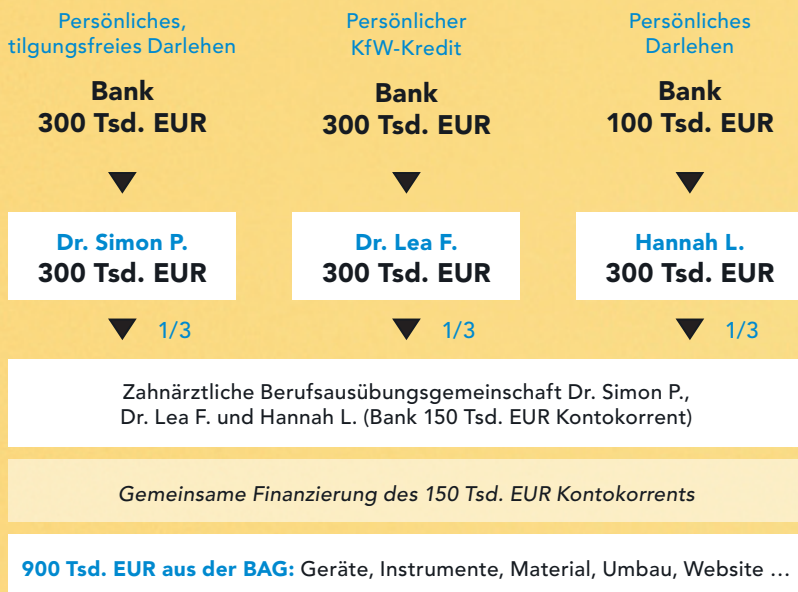 Persönliches,
tilgungsfreies Darlehen
Bank
300 Tsd. EUR
Dr. Simon P.
300 Tsd. EUR
1/3
Persönlicher
KfW-Kredit
Bank
300 Tsd. EUR
Dr. Lea F.
300 Tsd. EUR
1/3
Persönliches
Darlehen
Bank
100 Tsd. EUR
Hannah L.
300 Tsd. EUR
1/3
Zahnärztliche Berufsausübungsgemeinschaft Dr. Simon P.,
Dr. Lea F. und Hannah L. (Bank 150 Tsd. EUR Kontokorrent)
Gemeinsame Finanzierung des 150 Tsd. EUR Kontokorrents
900 Tsd. EUR aus der BAG: Geräte, Instrumente, Material, Umbau, Website …